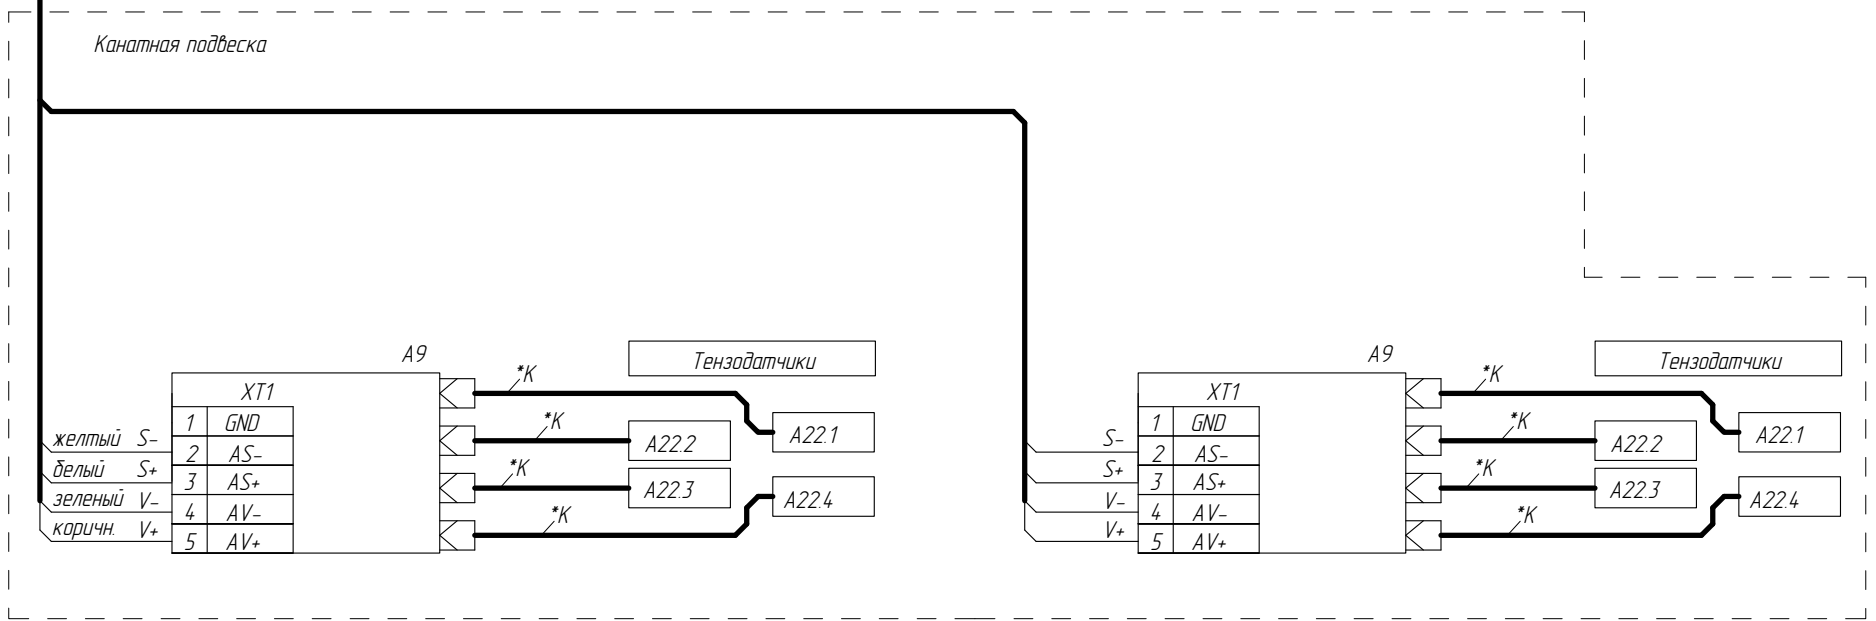 Канатная подвеска
A9
Тензодатчики
XT1
*К
1 GND
*К
A22.1
желтый S-
2 AS-
A22.2
белый S+
3 AS+
*К
A22.3
зеленый V-
4 AV-
*К
A22.4
коричн. V+
5 AV+
A9
Тензодатчики
XT1
*К
1 GND
*К
A22.1
S-
2 AS-
A22.2
S+
3 AS+
*К
A22.3
V-
4 AV-
*К
A22.4
V+
5 AV+